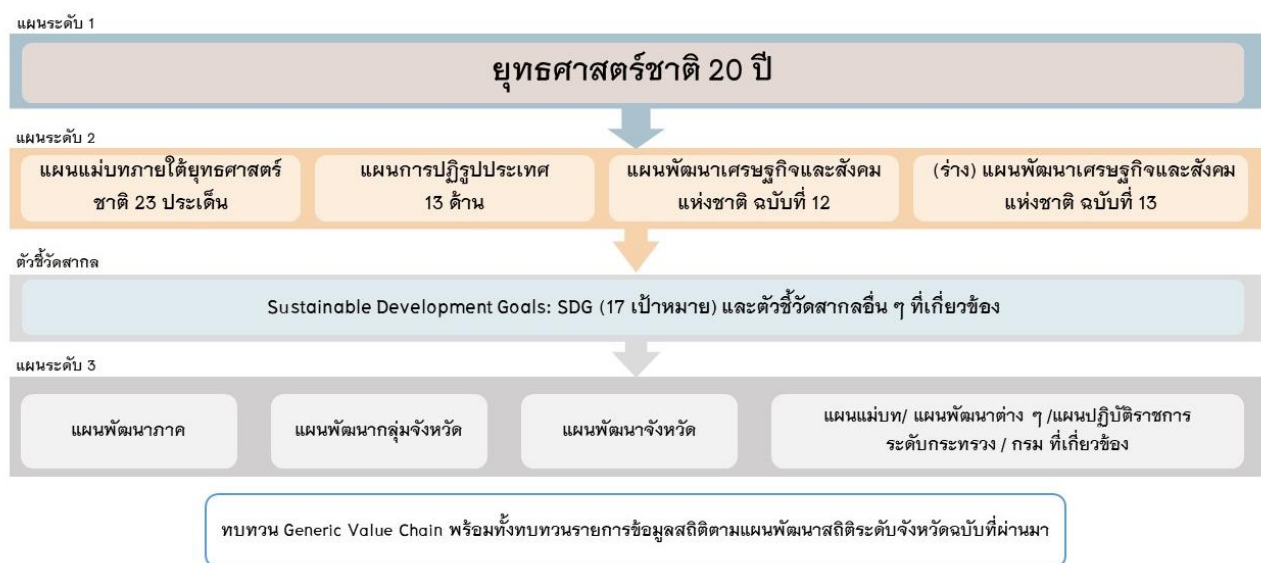 แผนระดับ 1
ยุทธศาสตร์ชาติ 20 ปี
แผนระดับ 2
แผนแม่บทภายใต้ยุทธศาสตร์
ชาติ 23 ประเด็น
แผนการปฏิรูปประเทศ
13 ด้าน
แผนพัฒนาเศรษฐกิจและสังคม
แห่งชาติ ฉบับที่ 12
(ร่าง) แผนพัฒนาเศรษฐกิจและสังคม
แห่งชาติ ฉบับที่ 13
ตัวชี้วัดสากล
Sustainable Development Goals: SDG (17 เป้าหมาย) และตัวชี้วัดสากลอื่น ๆ ที่เกี่ยวข้อง
แผนระดับ 3
แผนพัฒนาภาค
แผนพัฒนากลุ่มจังหวัด
แผนพัฒนาจังหวัด
แผนแม่บท/ แผนพัฒนาต่าง ๆ /แผนปฏิบัติราชการ
ระดับกระทรวง / กรม ที่เกี่ยวข้อง
ทบทวน Generic Value Chain พร้อมทั้งทบทวนรายการข้อมูลสถิติตามแผนพัฒนาสถิติระดับจังหวัดฉบับที่ผ่านมา